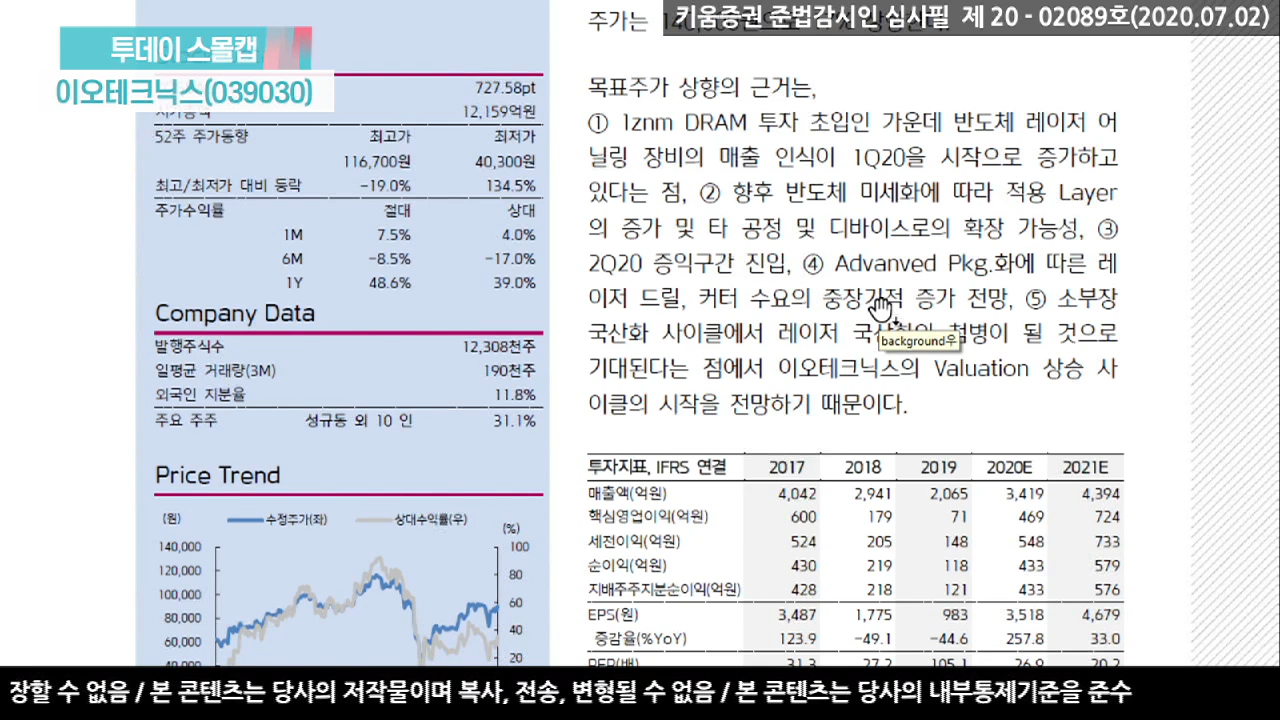 키움증권 준법감시인 심사필 제 20 - 02089호(2020.07.02)
투데이 스몰캡
이오테크닉스(039030)
727.58pt
12,159억원
52주 주가동향 최고가 최저가
116,700원 40,300원
최고/최저가 대비 등락 -19.0% 134.5%
주가수익률 절대 상대
1M 7.5% 4.0%
6M -8.5% -17.0%
1Y 48.6% 39.0%
Company Data
발행주식수 12,308천주
일평균 거래량(3M) 190천주
외국인 지분율 11.8%
주요 주주 성규동 외 10 인 31.1%
Price Trend
(원) 수정주가(좌) 상대수익률(우) (%)
140,000 100
120,000
100,000 80
80,000 60
60,000 40
40,000 20
주가는
목표주가 상향의 근거는,
① 1znm DRAM 투자 초입인 가운데 반도체 레이저 어
닐링 장비의 매출 인식이 1Q20을 시작으로 증가하고
있다는 점, ② 향후 반도체 미세화에 따라 적용 Layer
의 증가 및 타 공정 및 디바이스로의 확장 가능성, ③
2Q20 증익구간 진입, ④ Advanved Pkg.화에 따른 레
이저 드릴, 커터 수요의 중장기적 증가 전망, ⑤ 소부장
국산화 사이클에서 레이저 국산화의 첨병이 될 것으로
background우
기대된다는 점에서 이오테크닉스의 Valuation 상승 사
이클의 시작을 전망하기 때문이다.
투자지표, IFRS 연결 2017 2018 2019 2020E 2021E
매출액(억원) 4,042 2,941 2,065 3,419 4,394
핵심영업이익(억원) 600 179 71 469 724
세전이익(억원) 524 205 148 548 733
순이익(억원) 430 219 118 433 579
지배주주지분순이익(억원) 428 218 121 433 576
EPS(원) 3,487 1,775 983 3,518 4,679
증감율(%YoY) 123.9 -49.1 -44.6 257.8 33.0
PER(배) 31.3 27.2 105.1 26.9 20.2
장할 수 없음 / 본 콘텐츠는 당사의 저작물이며 복사, 전송, 변형될 수 없음 / 본 콘텐츠는 당사의 내부통제기준을 준수